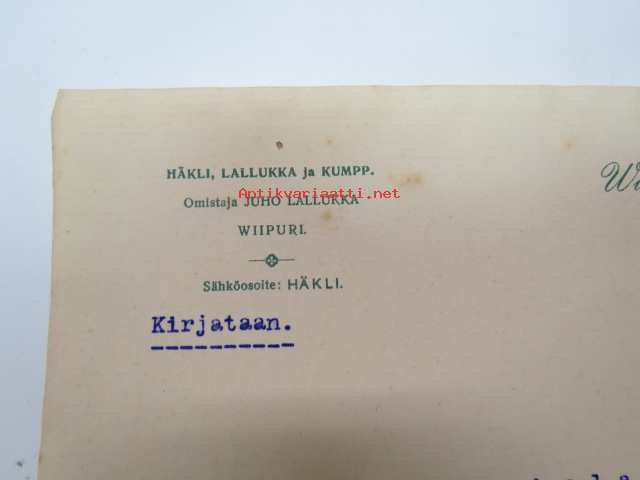 HÄKLI, LALLUKKA ja KUMPP.
Antikvariaatti.net
Omistaja JUHO LALLUKKA
WIIPURI.
Sähköosoite: HÄKLI.
Kirjataan.